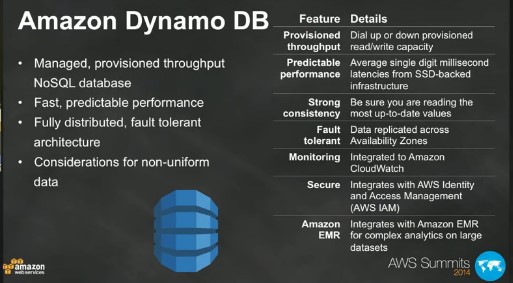 Amazon Dynamo DB
• Managed, provisioned throughput
NoSQL database
• Fast, predictable performance
• Fully distributed, fault tolerant
architecture
• Considerations for non-uniform
data
Feature Details
Provisioned throughput
Dial up or down provisioned
read/write capacity
Predictable performance
Average single digit millisecond
latencies from SSD-backed
infrastructure
Strong consistency
Be sure you are reading the
most up-to-date values
Fault tolerant
Data replicated across
Availability Zones
Monitoring
Integrated to Amazon
CloudWatch
Secure
Integrates with AWS Identity
and Access Management
(AWS IAM)
Amazon EMR
Integrates with Amazon EMR
for complex analytics on large
datasets
amazon
web services
AWS Summits
2014